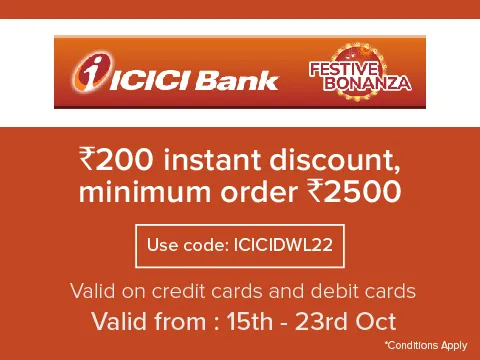 ICICI Bank
FESTIVE
BONANZA
₹200 instant discount,
minimum order ₹2500
Use code: ICICIDWL22
Valid on credit cards and debit cards
Valid from : 15th - 23rd Oct
*Conditions Apply